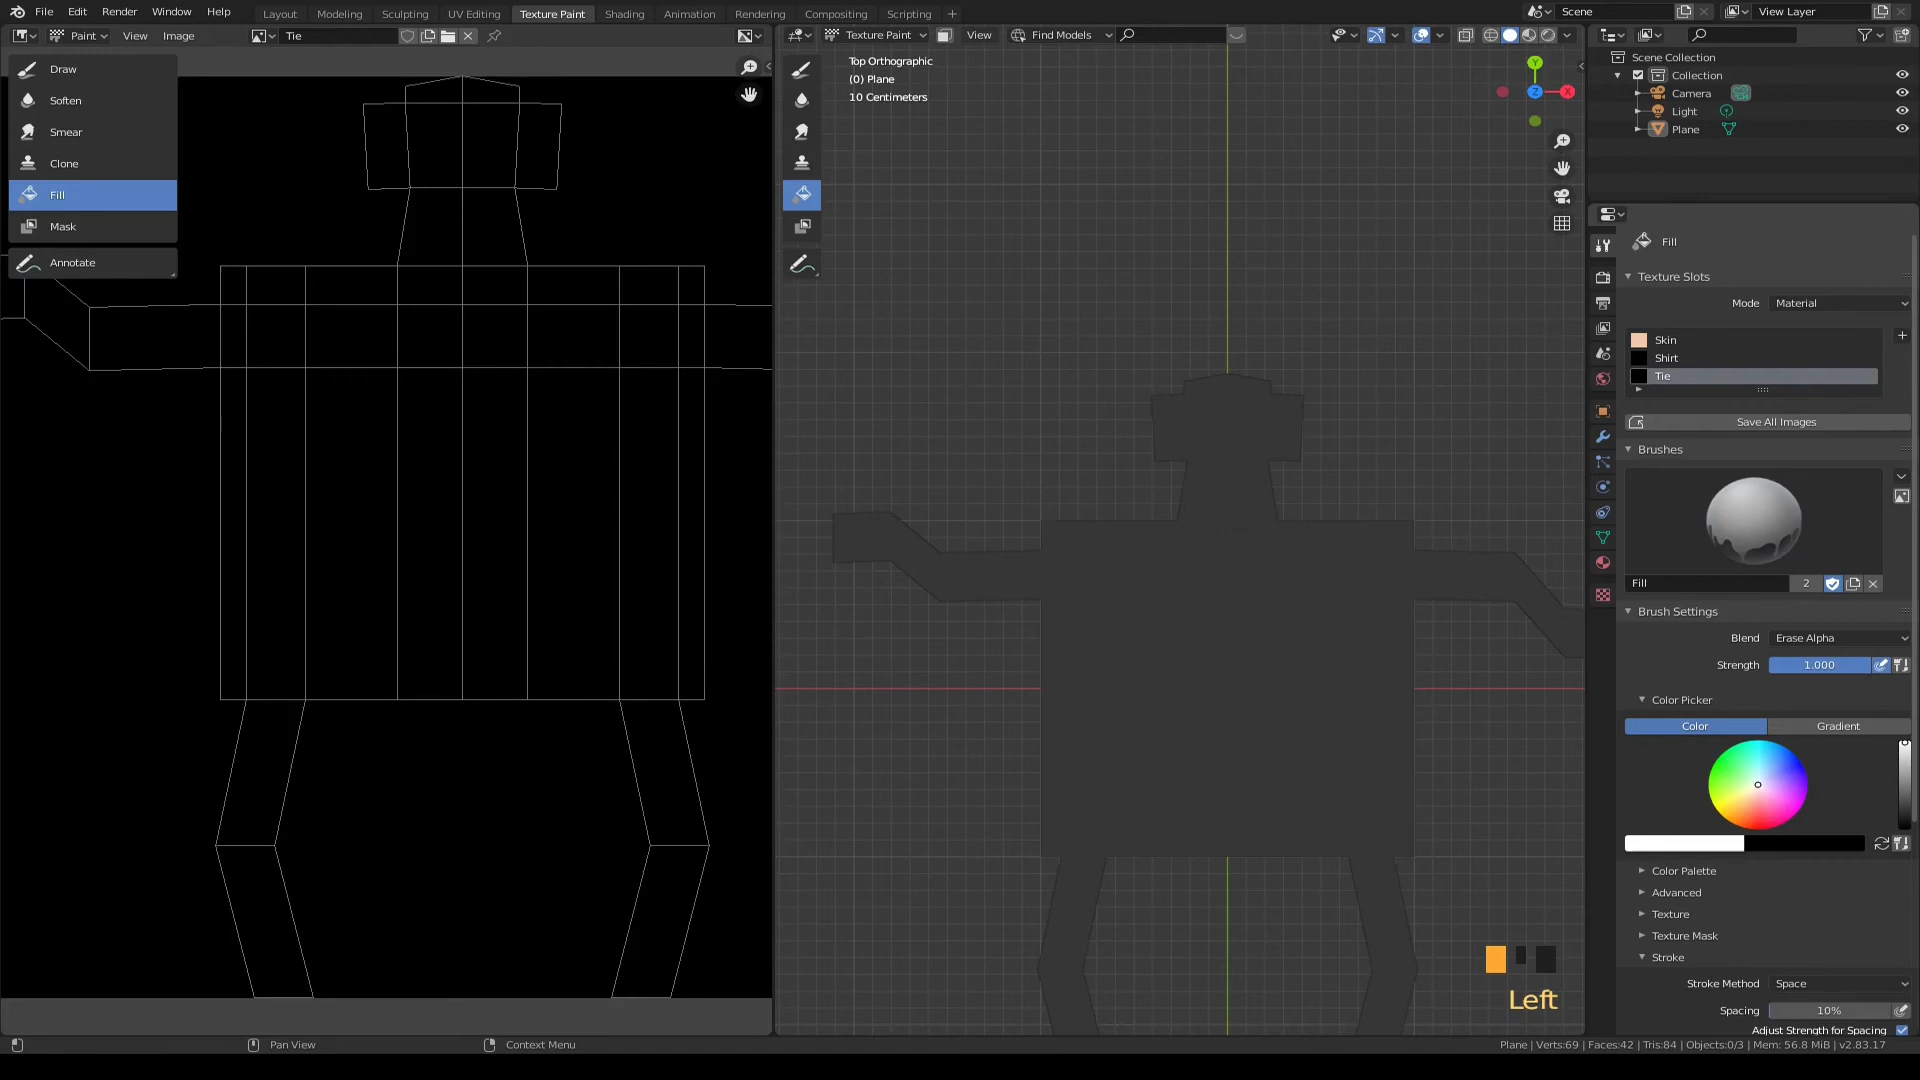 File Edit Render Window Help Layout Modeling Sculpting UV Editing Texture Paint Shading Animation Rendering Compositing Scripting + Scene View Layer
Paint View Image Tie Texture Paint View Find Models
Draw
Soften
Smear
Clone
Fill
Mask
Annotate
Top Orthographic
(0) Plane
10 Centimeters
Y
Z
X
Scene Collection
Collection
Camera
Light
Plane
Fill
Texture Slots
Mode Material
Skin
Shirt
Tie
Save All Images
Brushes
Fill 2
Brush Settings
Blend Erase Alpha
Strength 1.000
Color Picker
Color Gradient
Color Palette
Advanced
Texture
Texture Mask
Stroke
Stroke Method Space
Spacing 10%
Adjust Strength for Spacing
Left
Pan View Context Menu Plane | Verts:69 | Faces:42 | Tris:84 | Objects:0/3 | Mem: 56.8 MiB | v2.83.17